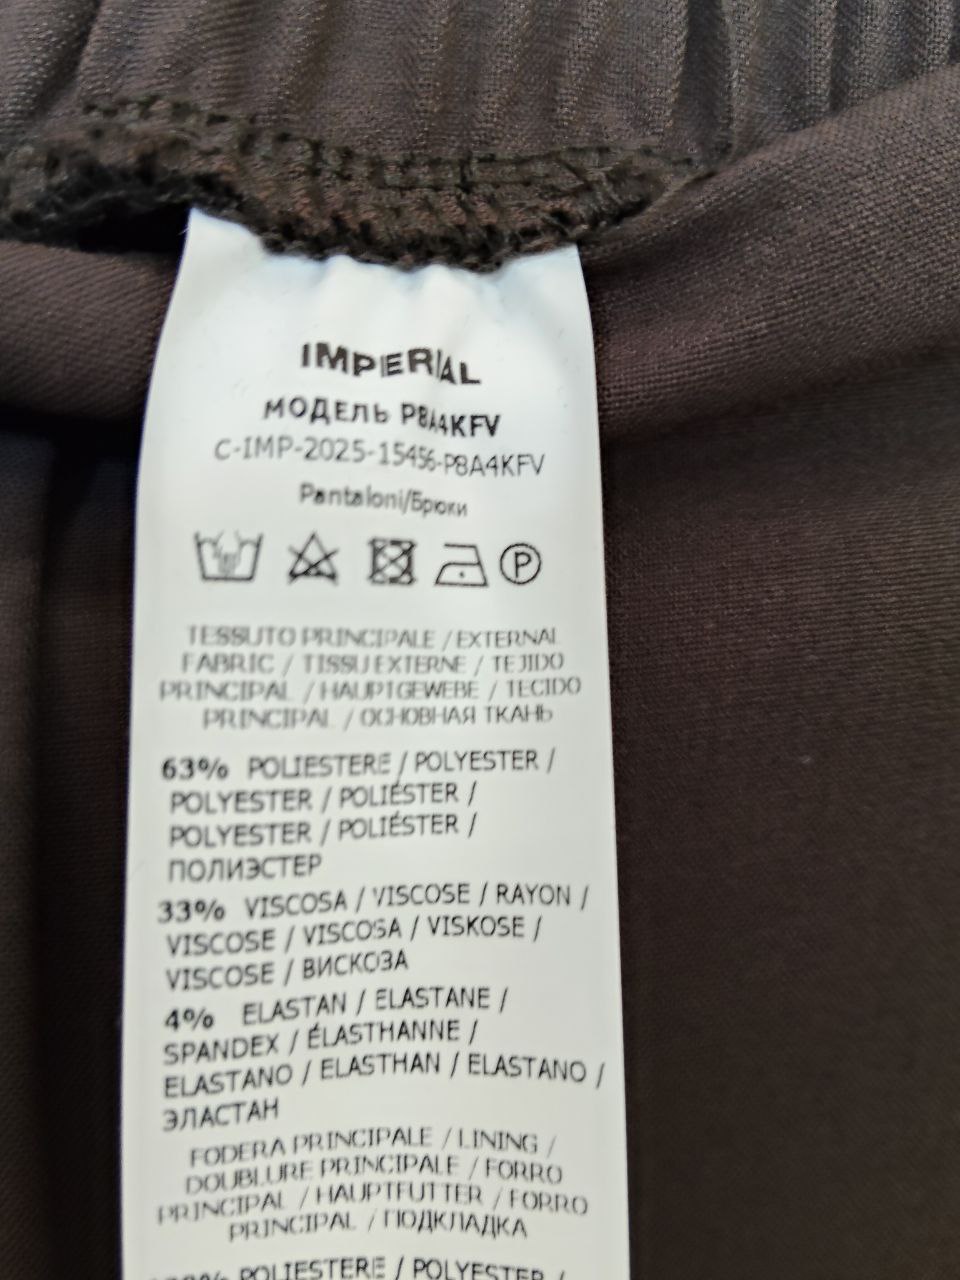 IMPERIAL
МОДЕЛЬ P8A4KFV
C-IMP-2025-15456-P8A4KFV
Pantaloni/Брюки
P
TESSUTO PRINCIPALE / EXTERNAL
FABRIC / TISSU EXTERNE / TEJIDO
PRINCIPAL / HAUPTGEWEBE / TECIDO
PRINCIPAL / ОСНОВНАЯ ТКАНЬ
63% POLIESTERE / POLYESTER /
POLYESTER / POLIÉSTER /
POLYESTER / POLIÉSTER /
ПОЛИЭСТЕР
33% VISCOSA / VISCOSE / RAYON /
VISCOSE / VISCOSA / VISKOSE /
VISCOSE / ВИСКОЗА
4% ELASTAN / ELASTANE /
SPANDEX / ÉLASTHANNE /
ELASTANO / ELASTHAN / ELASTANO /
ЭЛАСТАН
FODERA PRINCIPALE / LINING /
DOUBLURE PRINCIPALE / FORRO
PRINCIPAL / HAUPTFUTTER / FORRO
PRINCIPAL / ПОДКЛАДКА
POLIESTERE / POLYESTER /